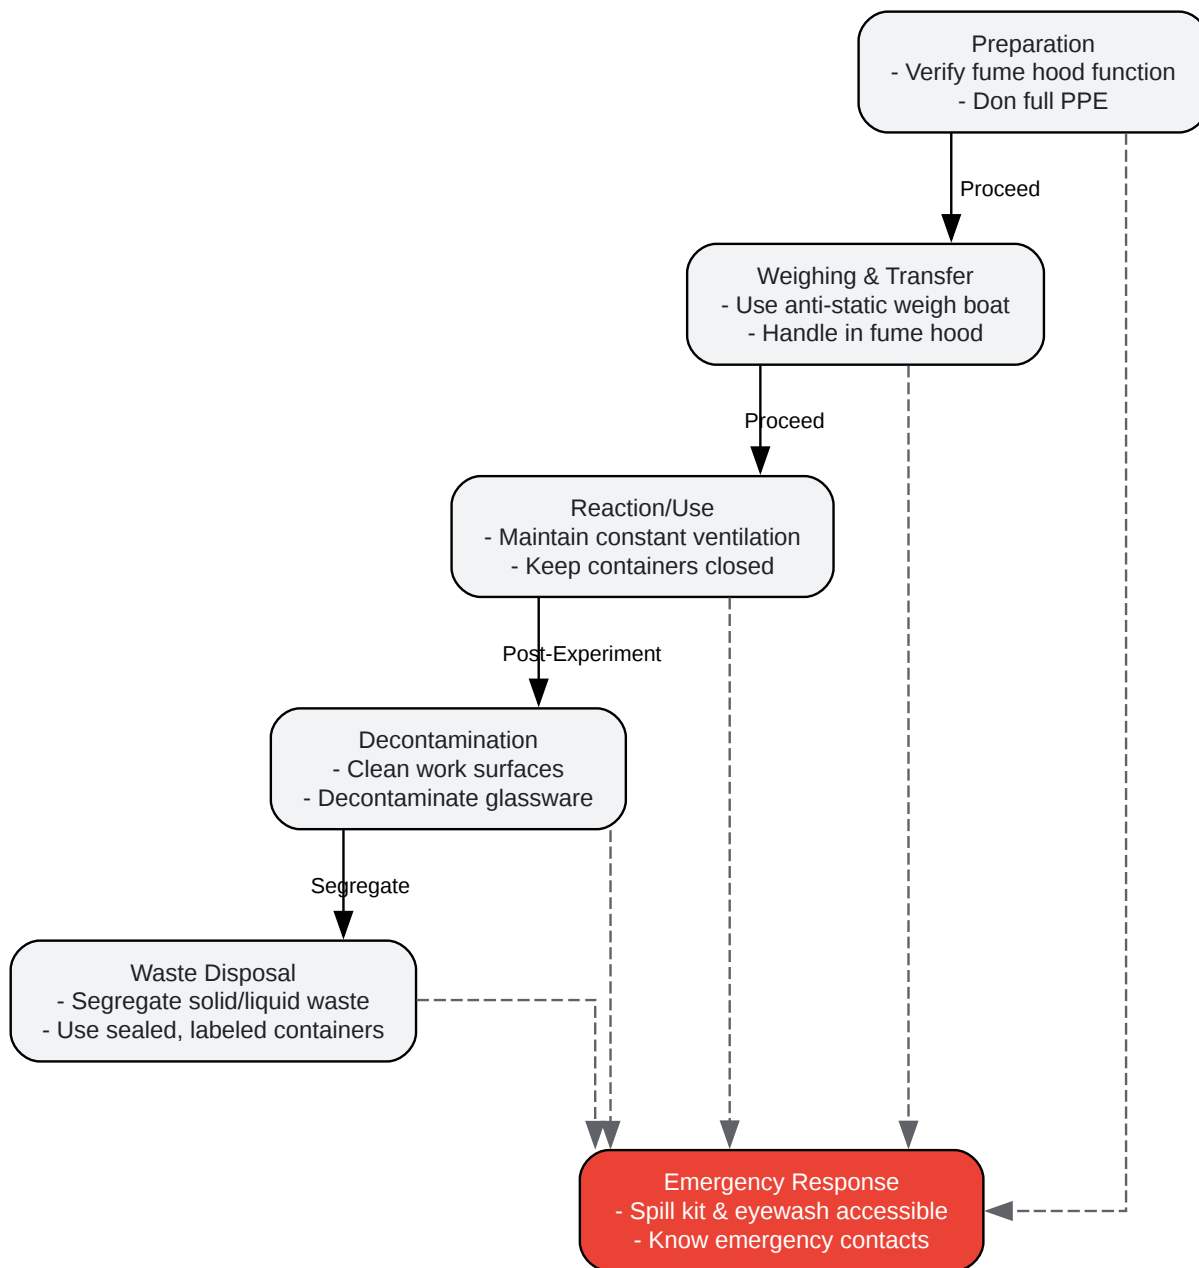 Preparation
- Verify fume hood function
- Don full PPE
Proceed
Weighing & Transfer
- Use anti-static weigh boat
- Handle in fume hood
Proceed
Reaction/Use
- Maintain constant ventilation
- Keep containers closed
Post-Experiment
Decontamination
- Clean work surfaces
- Decontaminate glassware
Segregate
Waste Disposal
- Segregate solid/liquid waste
- Use sealed, labeled containers
Emergency Response
- Spill kit & eyewash accessible
- Know emergency contacts